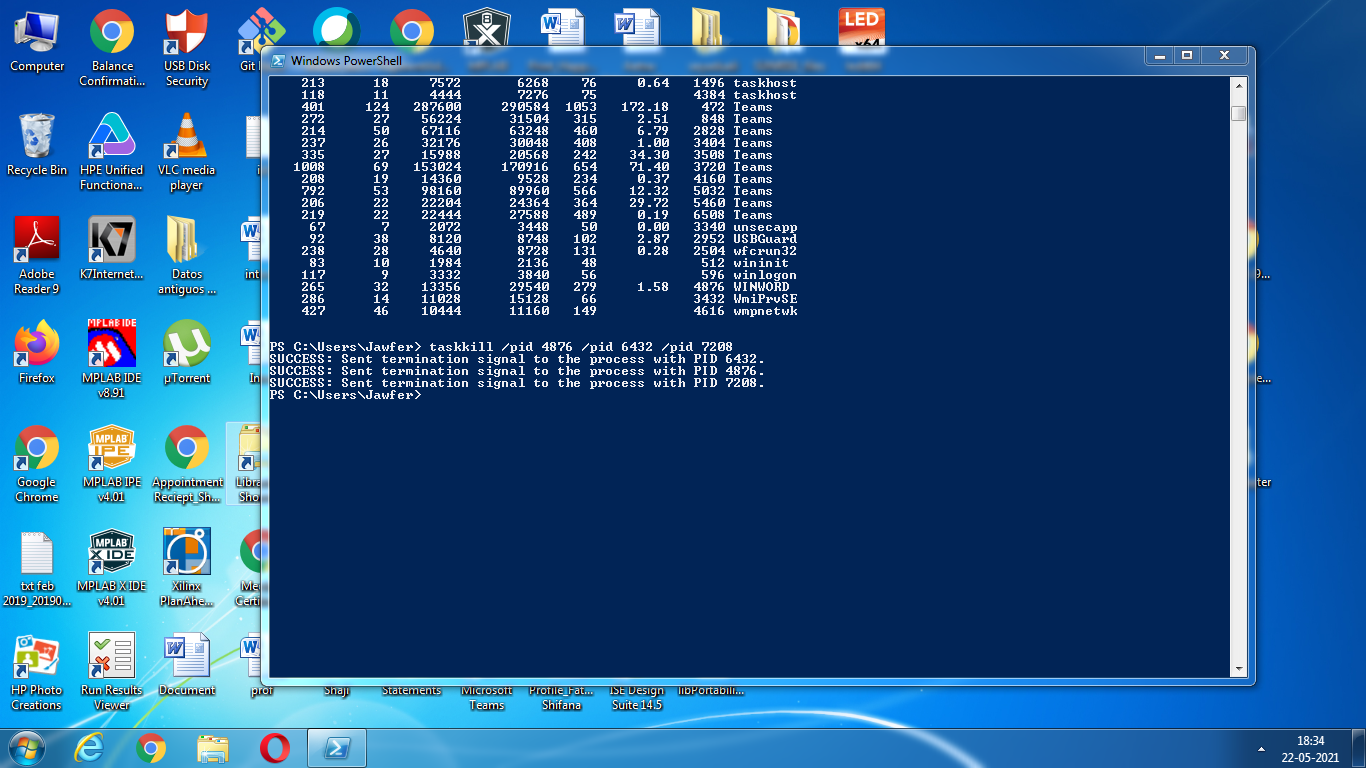 Computer
Balance
Confirmati...
USB Disk
Security
Git
LED
x64
Recycle Bin
HPE Unified
Functiona...
VLC media
player
Adobe
Reader 9
K7Internet...
Datos
antiguos ...
int
Firefox
MPLAB IDE
MPLAB IDE
v8.91
µTorrent
In
Google
Chrome
MPLAB
IPE
MPLAB IPE
v4.01
Appointment
Reciept_Sh...
Libra
Sho
txt feb
2019_20190...
MPLAB
X IDE
MPLAB X IDE
v4.01
Xilinx
PlanAhe...
Me
Certi
HP Photo
Creations
Run Results
Viewer
Document
prof
Shaji
Statements
Microsoft
Teams
Profile_Fat...
Shifana
ISE Design
Suite 14.5
libPortabili...
9...
e...
ter
Windows PowerShell
213 18 7572 6268 76 0.64 1496 taskhost
118 11 4444 7276 75 4384 taskhost
401 124 287600 290584 1053 172.18 472 Teams
272 27 56224 31504 315 2.51 848 Teams
214 50 67116 63248 460 6.79 2828 Teams
237 26 32176 30048 408 1.00 3404 Teams
335 27 15988 20568 242 34.30 3508 Teams
1008 69 153024 170916 654 71.40 3720 Teams
208 19 14360 9528 234 0.37 4160 Teams
792 53 98160 89960 566 12.32 5032 Teams
206 22 22204 24364 364 29.72 5460 Teams
219 22 22444 27588 489 0.19 6508 Teams
67 7 2072 3448 50 0.00 3340 unsecapp
92 38 8120 8748 102 2.87 2952 USBGuard
238 28 4640 8728 131 0.28 2504 wfcrun32
83 10 1984 2136 48 512 wininit
117 9 3332 3840 56 596 winlogon
265 32 13356 29540 279 1.58 4876 WINWORD
286 14 11028 15128 66 3432 WmiPrvSE
427 46 10444 11160 149 4616 wmpnetwk
PS C:\Users\Jawfer> taskkill /pid 4876 /pid 6432 /pid 7208
SUCCESS: Sent termination signal to the process with PID 6432.
SUCCESS: Sent termination signal to the process with PID 4876.
SUCCESS: Sent termination signal to the process with PID 7208.
PS C:\Users\Jawfer>
18:34
22-05-2021